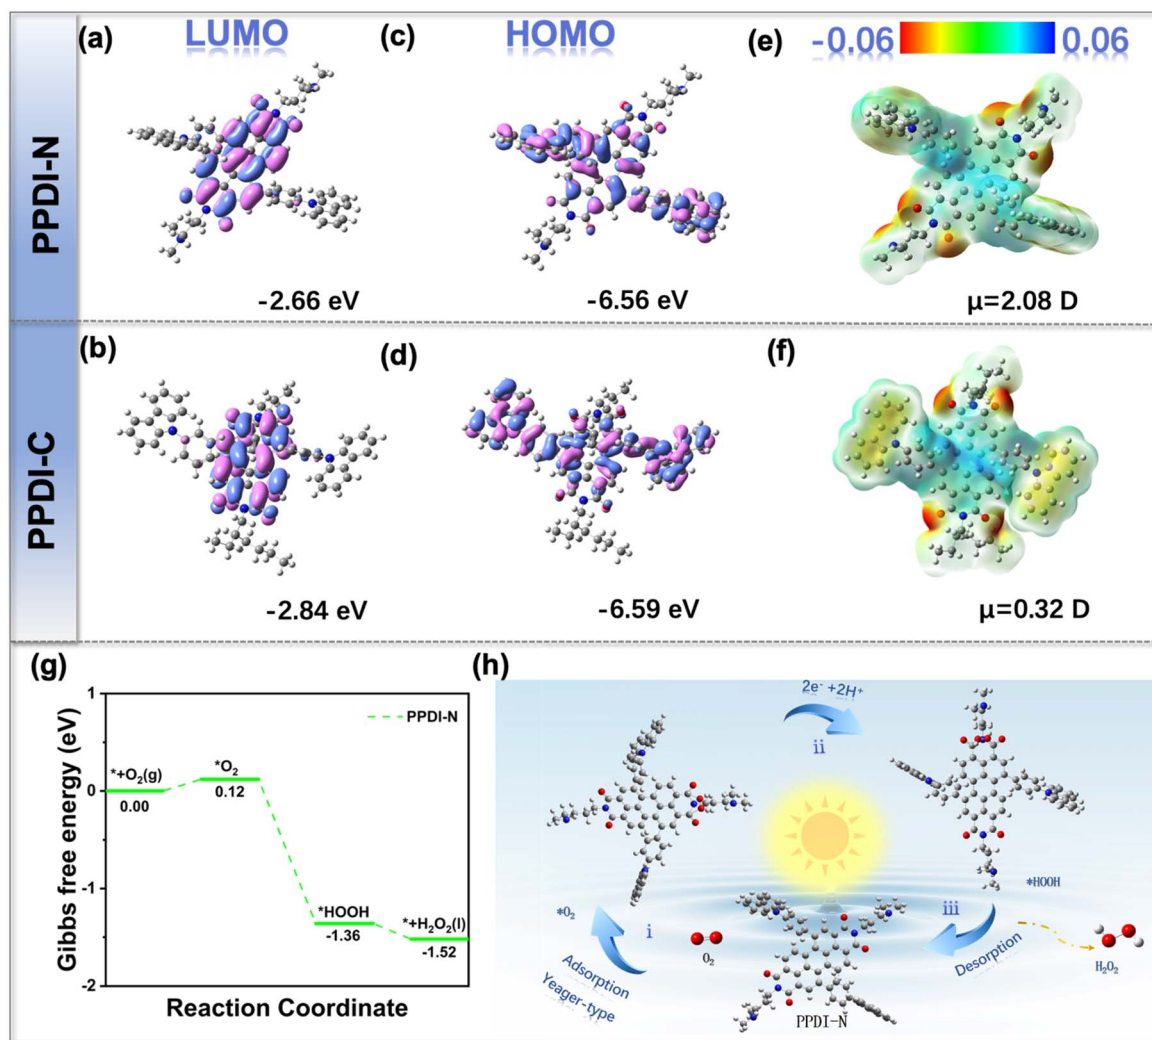 (a)
LUMO
(c)
HOMO
(e)
-0.06
0.06
PPDI-N
-2.66 eV
-6.56 eV
μ=2.08 D
(b)
(d)
(f)
PPDI-C
-2.84 eV
-6.59 eV
μ=0.32 D
(g)
Gibbs free energy (eV)
1
0
-1
-2
PPDI-N
*+O₂(g)
0.00
*O₂
0.12
*HOOH
-1.36
*+H₂O₂(l)
-1.52
Reaction Coordinate
(h)
2e⁻ +2H⁺
ii
*O₂
i
Adsorption
Yeager-type
O₂
PPDI-N
*HOOH
iii
Desorption
H₂O₂